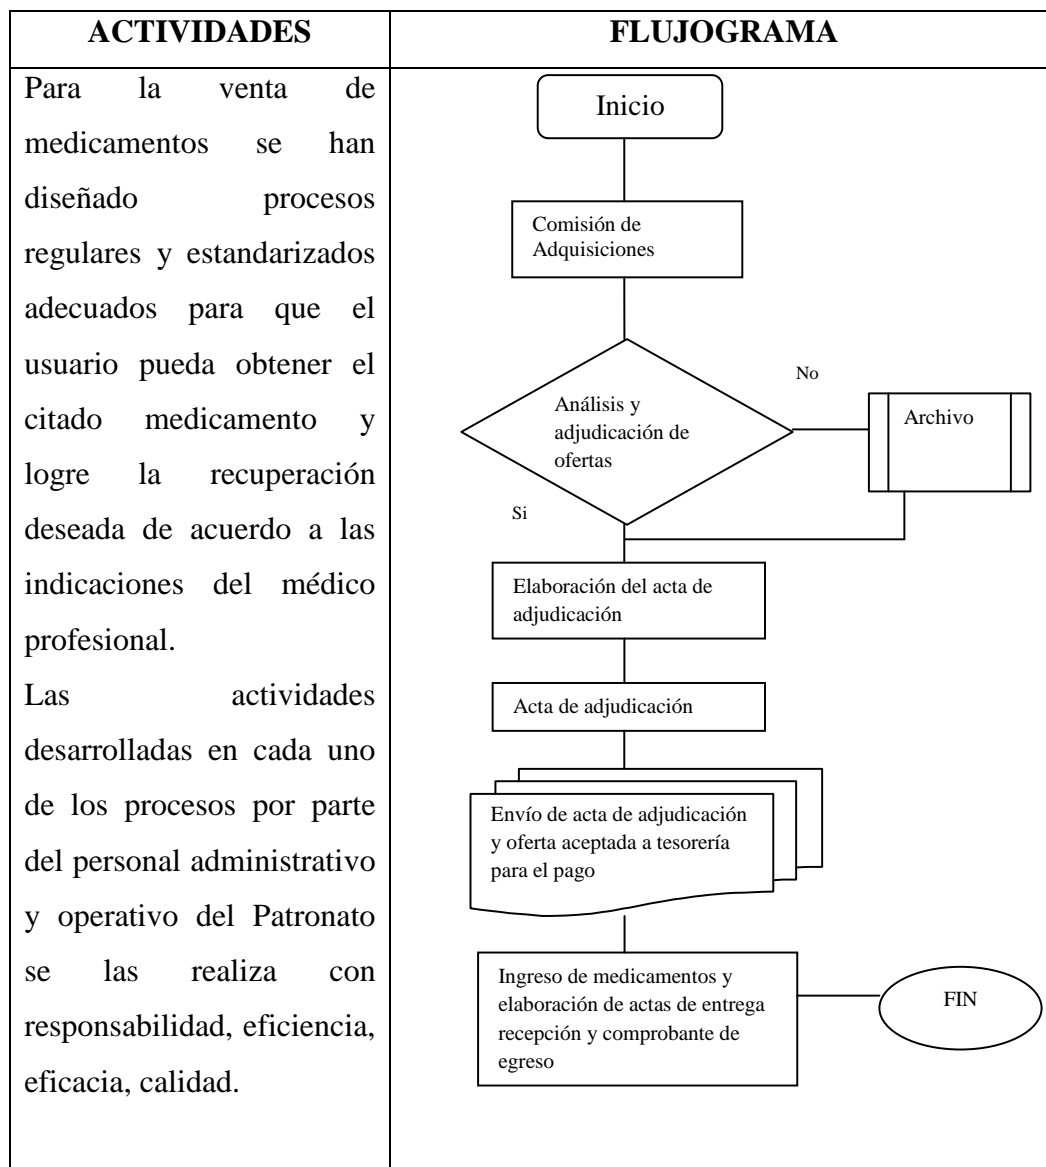 ACTIVIDADES
Para la venta de
medicamentos se han
diseñado procesos
regulares y estandarizados
adecuados para que el
usuario pueda obtener el
citado medicamento y
logre la recuperación
deseada de acuerdo a las
indicaciones del médico
profesional.
Las actividades
desarrolladas en cada uno
de los procesos por parte
del personal administrativo
y operativo del Patronato
se las realiza con
responsabilidad, eficiencia,
eficacia, calidad.
FLUJOGRAMA
Inicio
Comisión de
Adquisiciones
Análisis y
adjudicación de
ofertas
No
Archivo
Si
Elaboración del acta de
adjudicación
Acta de adjudicación
Envío de acta de adjudicación
y oferta aceptada a tesorería
para el pago
Ingreso de medicamentos y
elaboración de actas de entrega
recepción y comprobante de
egreso
FIN